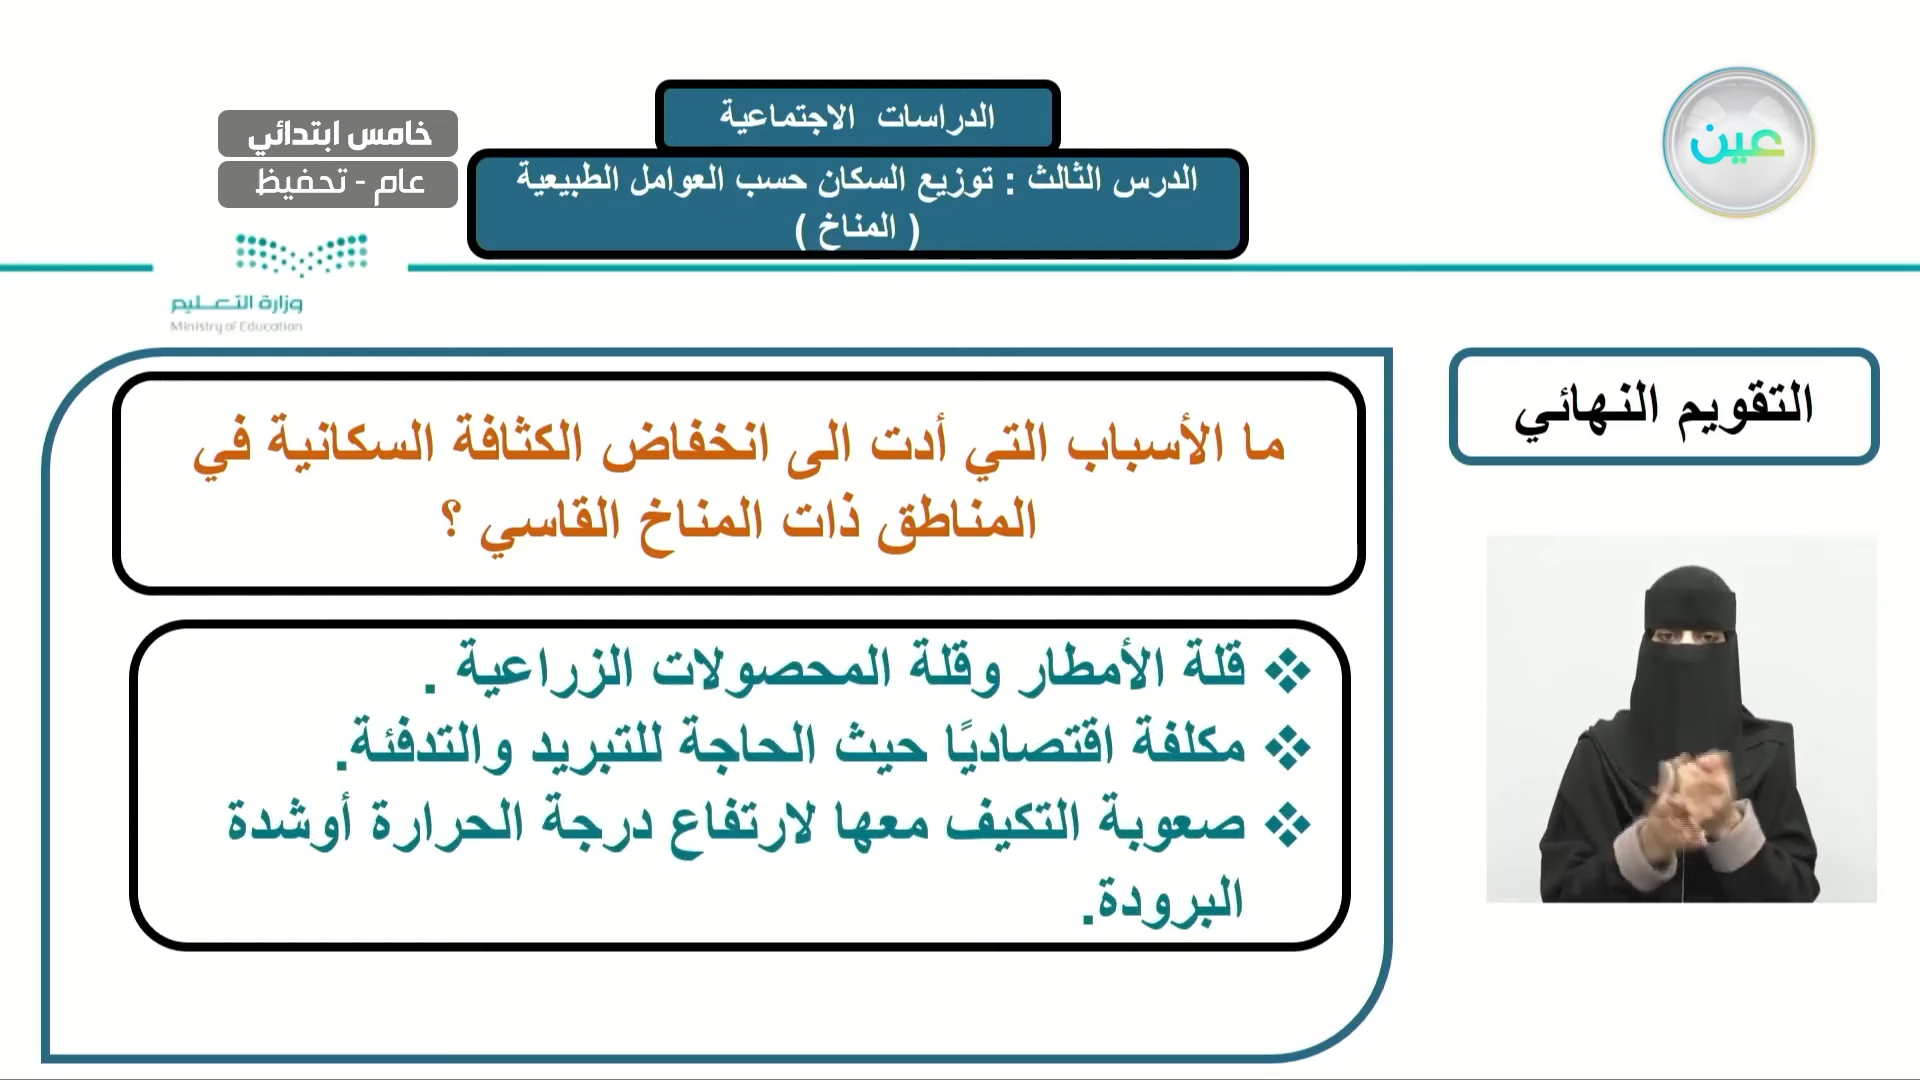 الدراسات الاجتماعية
الدرس الثالث : توزيع السكان حسب العوامل الطبيعية
( المناخ )
خامس ابتدائي
عام - تحفيظ
عين
وزارة التعليم
Ministry of Education
التقويم النهائي
ما الأسباب التي أدت الى انخفاض الكثافة السكانية في
المناطق ذات المناخ القاسي ؟
❖ قلة الأمطار وقلة المحصولات الزراعية .
❖ مكلفة اقتصاديًا حيث الحاجة للتبريد والتدفئة.
❖ صعوبة التكيف معها لارتفاع درجة الحرارة أوشدة
البرودة.